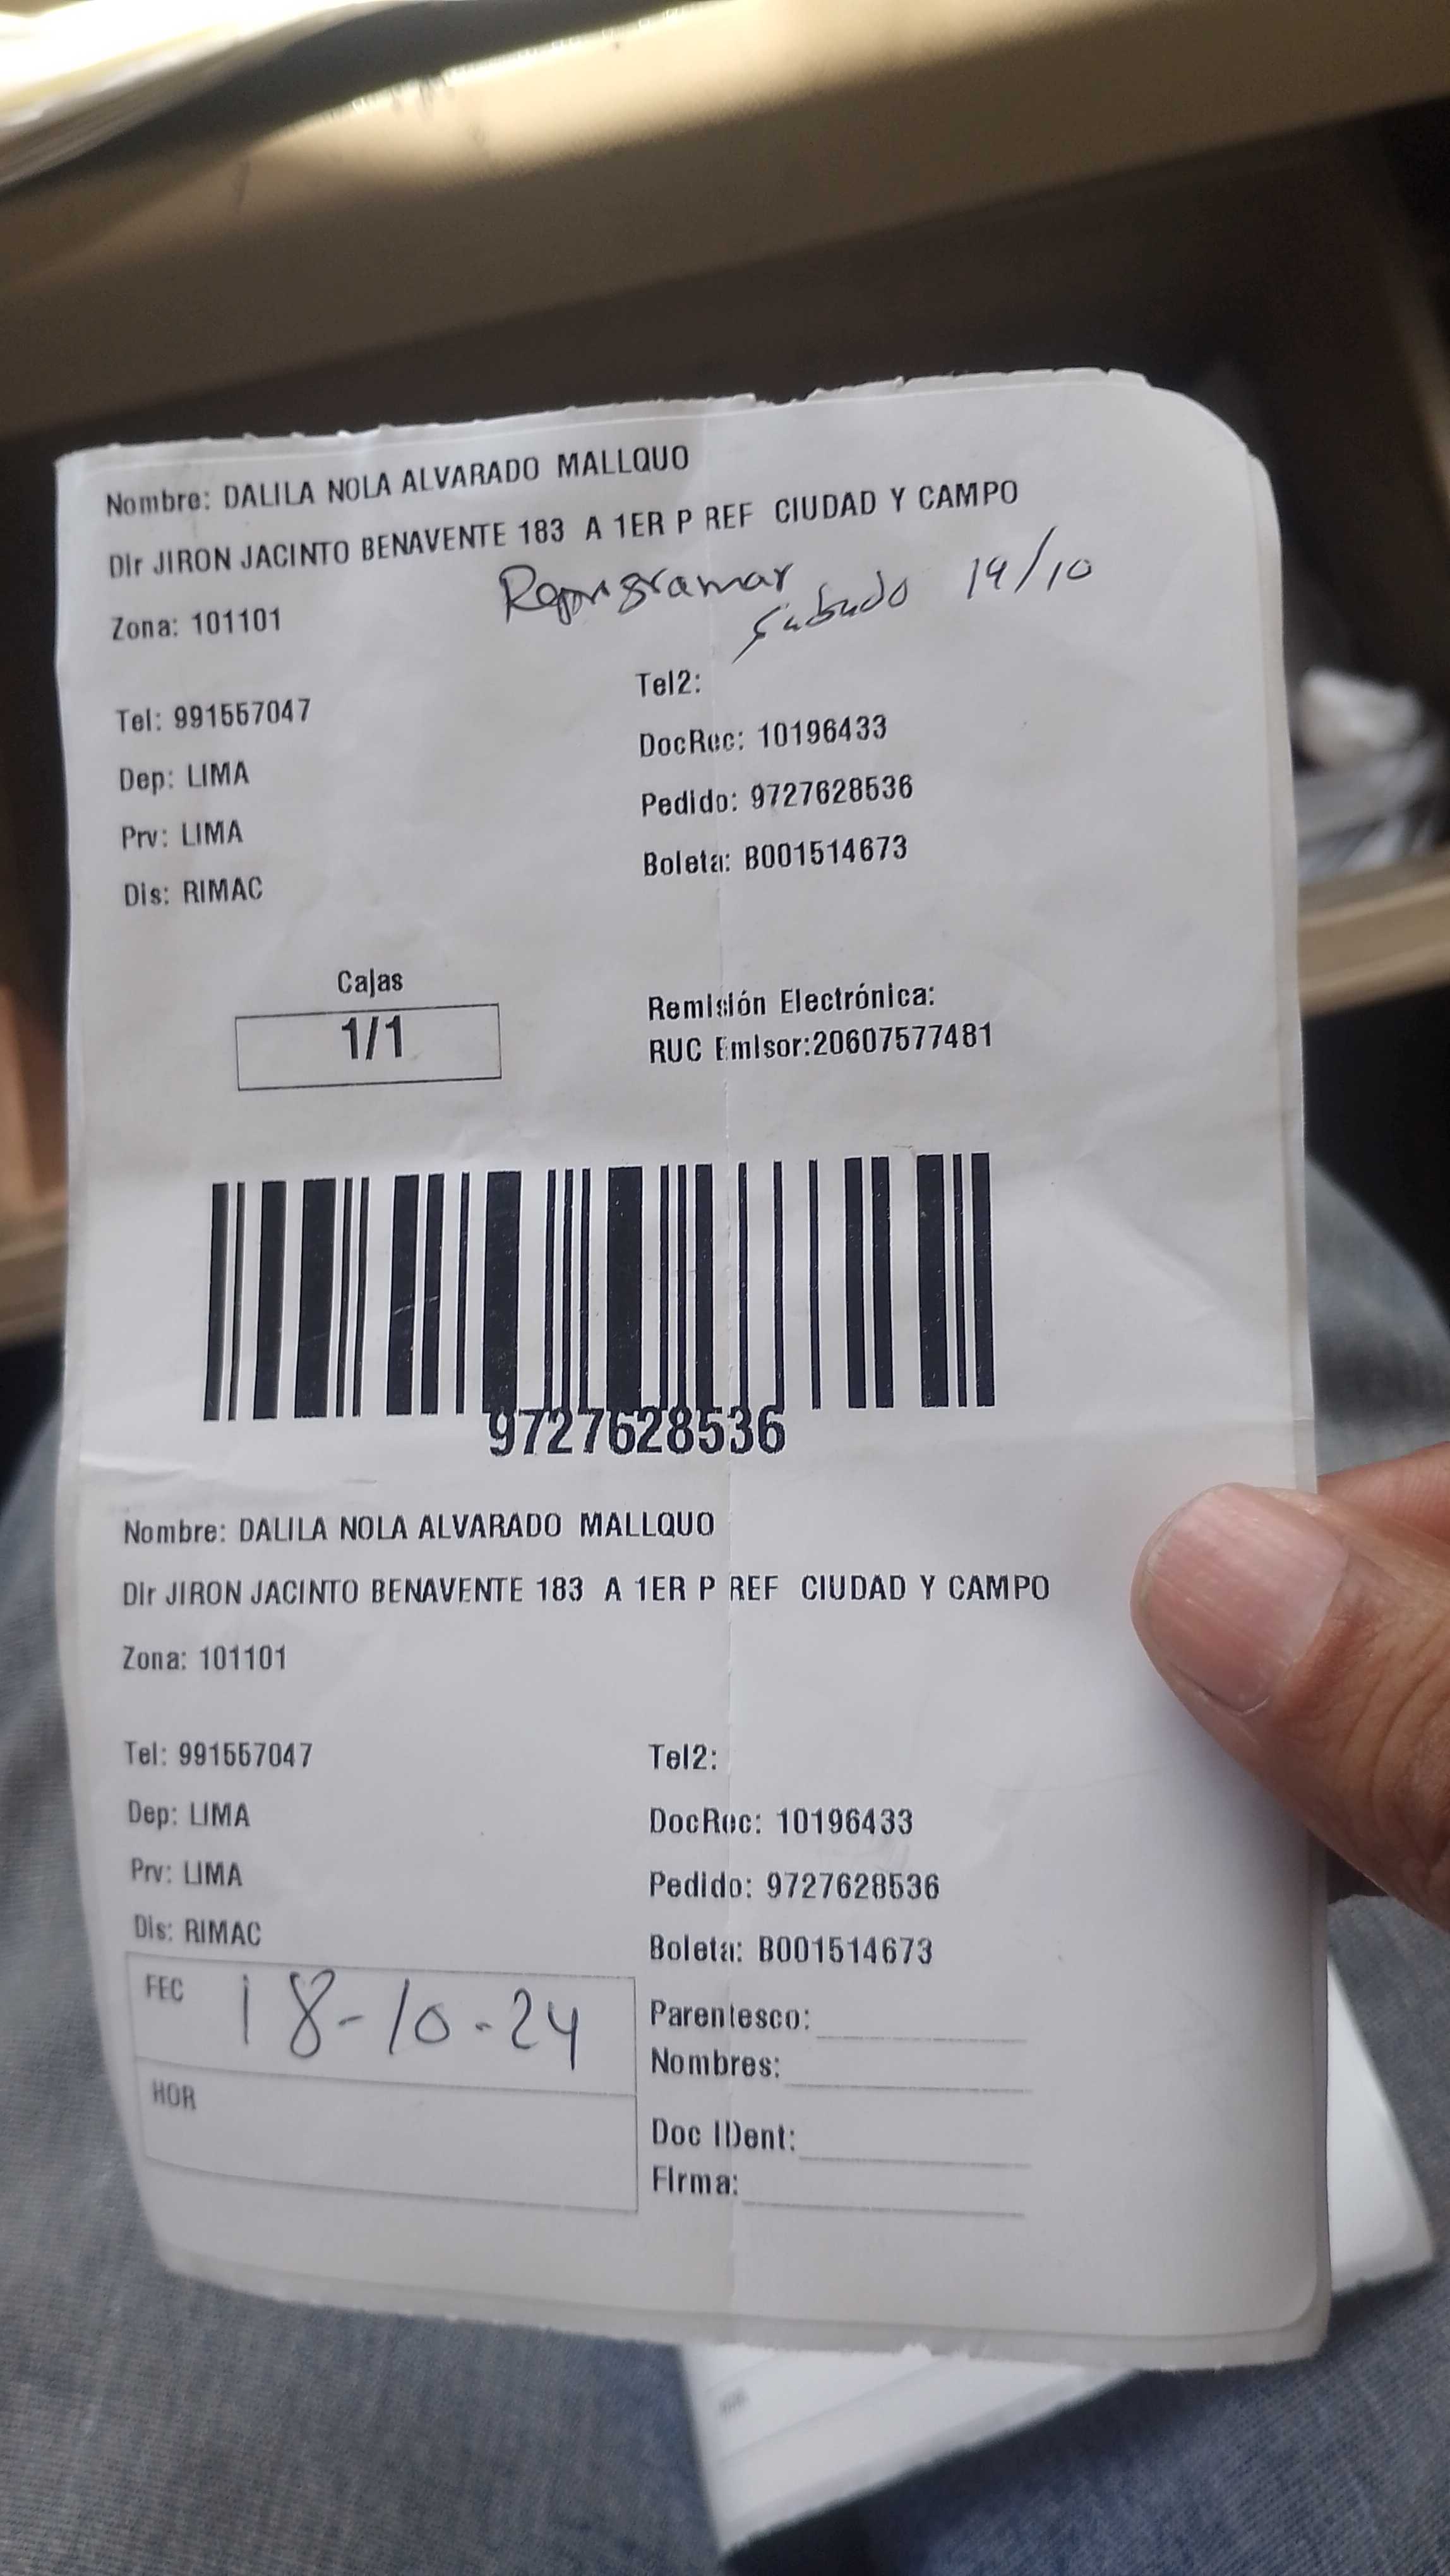 Nombre: DALILA NOLA ALVARADO MALLQUO
Dir JIRON JACINTO BENAVENTE 183 A 1ER P REF CIUDAD Y CAMPO
Reprogramar
Sabado 19/10
Zona: 101101
Tel: 991557047
Tel2:
Dep: LIMA
DocRec: 10196433
Prv: LIMA
Pedido: 9727628536
Dis: RIMAC
Boleta: B001514673
Cajas
1/1
Remisión Electrónica:
RUC Emisor:20607577481
9727628536
Nombre: DALILA NOLA ALVARADO MALLQUO
Dir JIRON JACINTO BENAVENTE 183 A 1ER P REF CIUDAD Y CAMPO
Zona: 101101
Tel: 991557047
Tel2:
Dep: LIMA
DocRec: 10196433
Prv: LIMA
Pedido: 9727628536
Dis: RIMAC
Boleta: B001514673
FEC 18-10-24
Parentesco:
Nombres:
HOR
Doc IDent:
Firma: